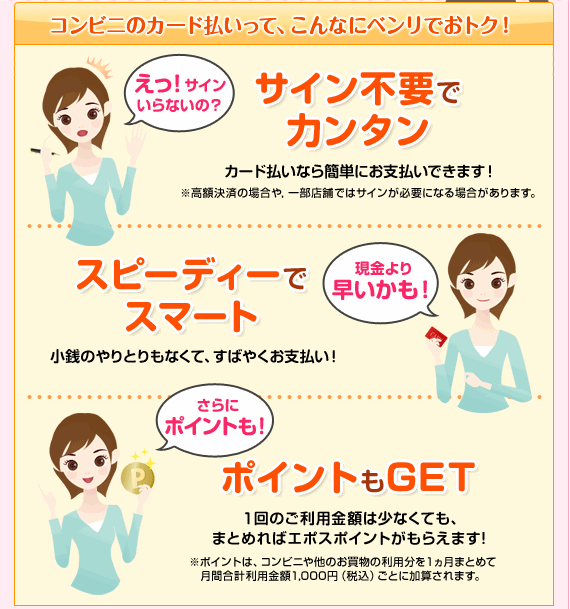 コンビニのカード払いって、こんなにベンリでおトク！
えっ！サイン
いらないの？
サイン不要で
カンタン
カード払いなら簡単にお支払いできます！
※高額決済の場合や、一部店舗ではサインが必要になる場合があります。
スピーディーで
スマート
現金より
早いかも！
小銭のやりとりもなくて、すばやくお支払い！
さらに
ポイントも！
P
ポイントもGET
1回のご利用金額は少なくても、
まとめればエポスポイントがもらえます！
※ポイントは、コンビニや他のお買物の利用分を1ヵ月まとめて
月間合計利用金額1,000円（税込）ごとに加算されます。